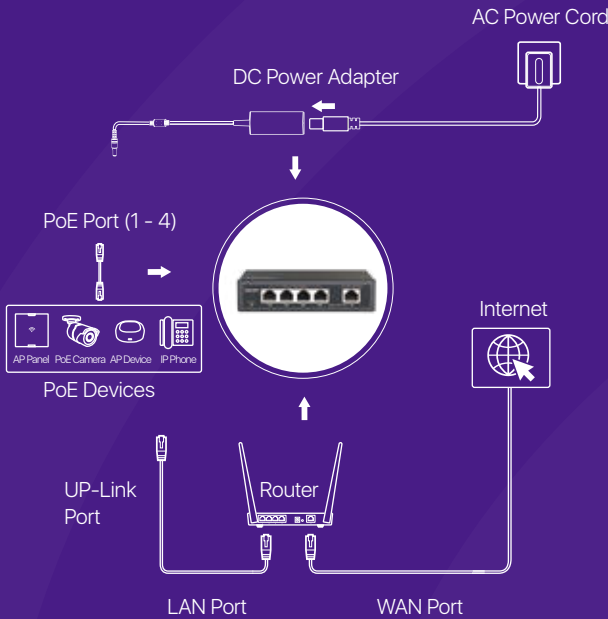 AC Power Cord
DC Power Adapter
PoE Port (1 - 4)
Internet
AP Panel PoE Camera AP Device IP Phone
PoE Devices
UP-Link
Port
Router
LAN Port
WAN Port